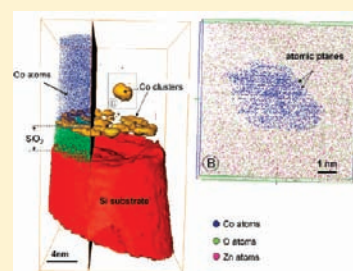 Co atoms
Co clusters
SiO2
Si substrate
4nm
atomic planes
B
1 nm
Co atoms
O atoms
Zn atoms